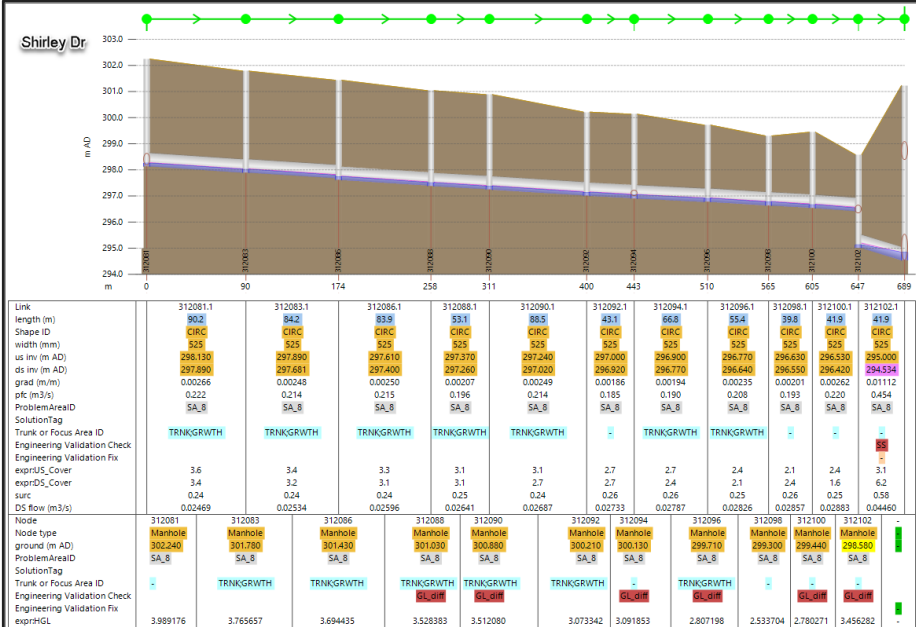 Shirley Dr
303.0
302.0
301.0
300.0
299.0
298.0
297.0
296.0
295.0
294.0
m AD
312081 312083 312086 312088 312090 312092 312094 312096 312098 312100 312102
m 0 90 174 258 311 400 443 510 565 605 647 689
Link 312081.1 312083.1 312086.1 312088.1 312090.1 312092.1 312094.1 312096.1 312098.1 312100.1 312102.1
length (m) 90.2 84.2 83.9 53.1 88.5 43.1 66.8 55.4 39.8 41.9 41.9
Shape ID CIRC CIRC CIRC CIRC CIRC CIRC CIRC CIRC CIRC CIRC CIRC
width (mm) 525 525 525 525 525 525 525 525 525 525 525
us inv (m AD) 298.130 297.890 297.610 297.370 297.240 297.000 296.900 296.770 296.630 296.530 295.000
ds inv (m AD) 297.890 297.681 297.400 297.260 297.020 296.920 296.770 296.640 296.550 296.420 294.534
grad (m/m) 0.00266 0.00248 0.00250 0.00207 0.00249 0.00186 0.00194 0.00235 0.00201 0.00262 0.01112
pfc (m3/s) 0.222 0.214 0.215 0.196 0.214 0.185 0.190 0.208 0.193 0.220 0.454
ProblemAreaID SA_8 SA_8 SA_8 SA_8 SA_8 SA_8 SA_8 SA_8 SA_8 SA_8 SA_8
SolutionTag
Trunk or Focus Area ID TRNK;GRWTH TRNK;GRWTH TRNK;GRWTH TRNK;GRWTH TRNK;GRWTH - TRNK;GRWTH TRNK;GRWTH - - -
Engineering Validation Check SS
Engineering Validation Fix -
expr:US_Cover 3.6 3.4 3.3 3.1 3.1 2.7 2.7 2.4 2.1 2.4 3.1
expr:DS_Cover 3.4 3.2 3.1 3.1 2.7 2.7 2.4 2.1 2.4 1.6 6.2
surc 0.24 0.24 0.24 0.25 0.24 0.26 0.26 0.25 0.26 0.25 0.58
DS flow (m3/s) 0.02469 0.02534 0.02596 0.02641 0.02687 0.02733 0.02787 0.02826 0.02857 0.02883 0.04460
Node 312081 312083 312086 312088 312090 312092 312094 312096 312098 312100 312102 -
Node type Manhole Manhole Manhole Manhole Manhole Manhole Manhole Manhole Manhole Manhole Manhole
ground (m AD) 302.240 301.780 301.430 301.030 300.880 300.210 300.130 299.710 299.300 299.440 298.580
ProblemAreaID SA_8 SA_8 SA_8 SA_8 SA_8 SA_8 SA_8 SA_8 SA_8 SA_8 SA_8
SolutionTag
Trunk or Focus Area ID - TRNK;GRWTH TRNK;GRWTH TRNK;GRWTH TRNK;GRWTH TRNK;GRWTH - TRNK;GRWTH - - -
Engineering Validation Check GL_diff GL_diff GL_diff GL_diff GL_diff
Engineering Validation Fix
expr:HGL 3.989176 3.765657 3.694435 3.528383 3.512080 3.073342 3.091853 2.807198 2.533704 2.780271 3.456282 -